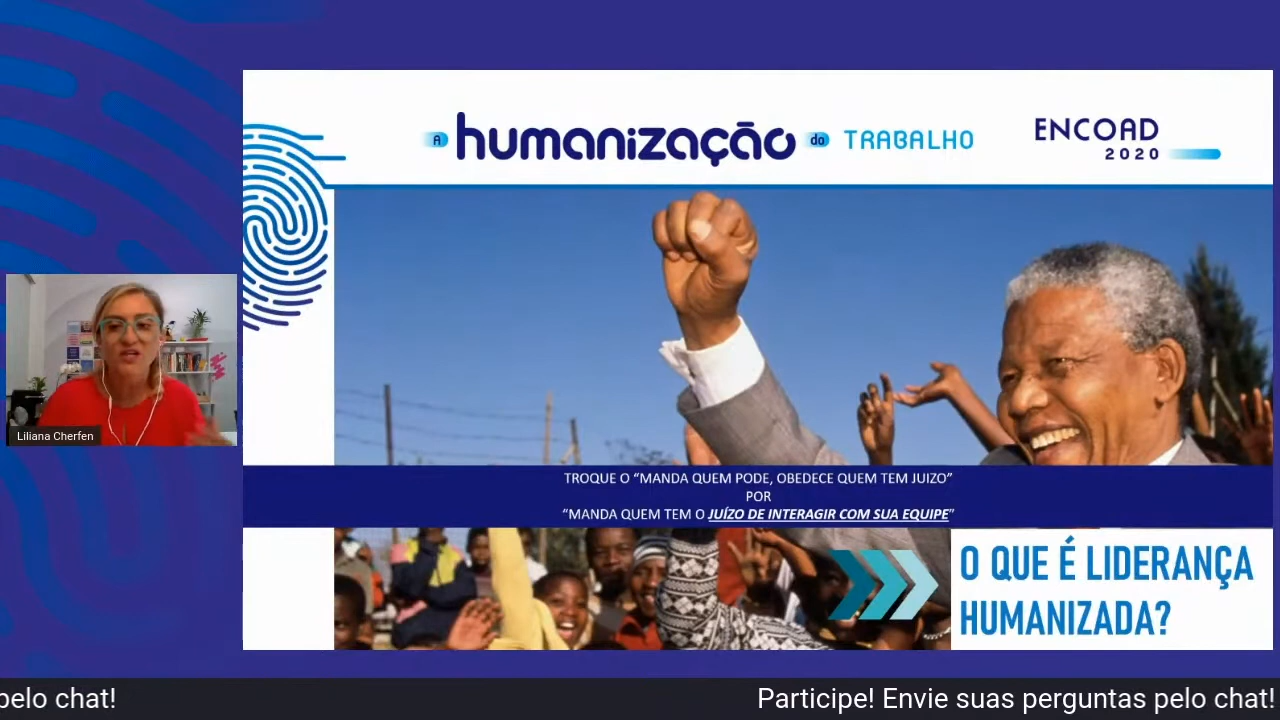 A humanização do TRABALHO
ENCOAD
2020
Liliana Cherfen
TROQUE O “MANDA QUEM PODE, OBEDECE QUEM TEM JUIZO”
POR
“MANDA QUEM TEM O JUÍZO DE INTERAGIR COM SUA EQUIPE”
O QUE É LIDERANÇA
HUMANIZADA?
pelo chat!
Participe! Envie suas perguntas pelo chat!